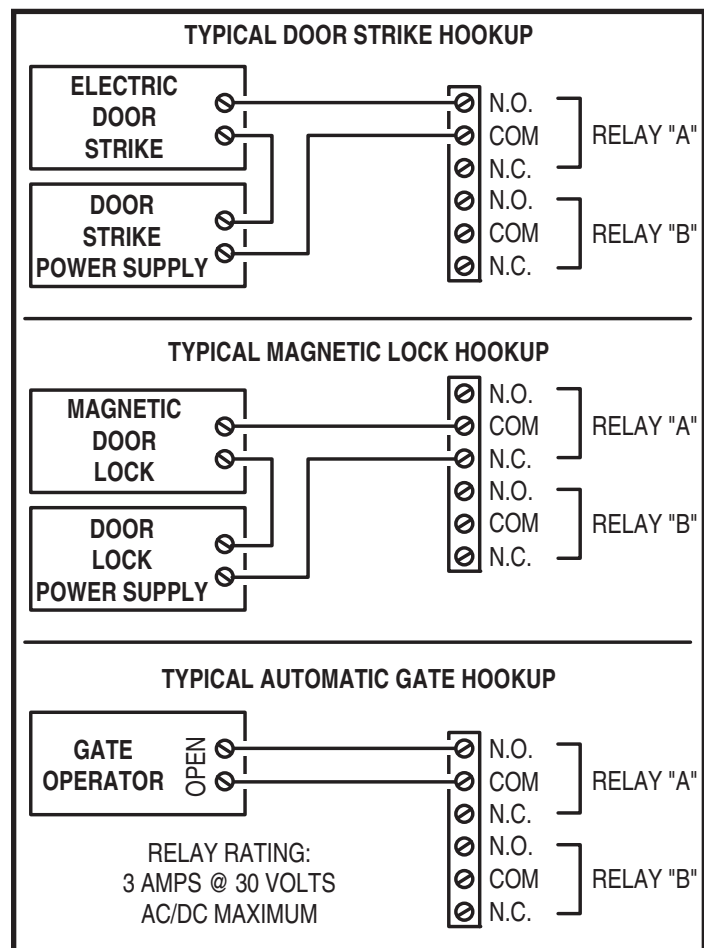 TYPICAL DOOR STRIKE HOOKUP
ELECTRIC
DOOR
STRIKE
DOOR
STRIKE
POWER SUPPLY
N.O.
COM
N.C.
RELAY "A"
N.O.
COM
N.C.
RELAY "B"
TYPICAL MAGNETIC LOCK HOOKUP
MAGNETIC
DOOR
LOCK
DOOR
LOCK
POWER SUPPLY
N.O.
COM
N.C.
RELAY "A"
N.O.
COM
N.C.
RELAY "B"
TYPICAL AUTOMATIC GATE HOOKUP
GATE
OPERATOR
OPEN
N.O.
COM
N.C.
RELAY "A"
N.O.
COM
N.C.
RELAY "B"
RELAY RATING:
3 AMPS @ 30 VOLTS
AC/DC MAXIMUM